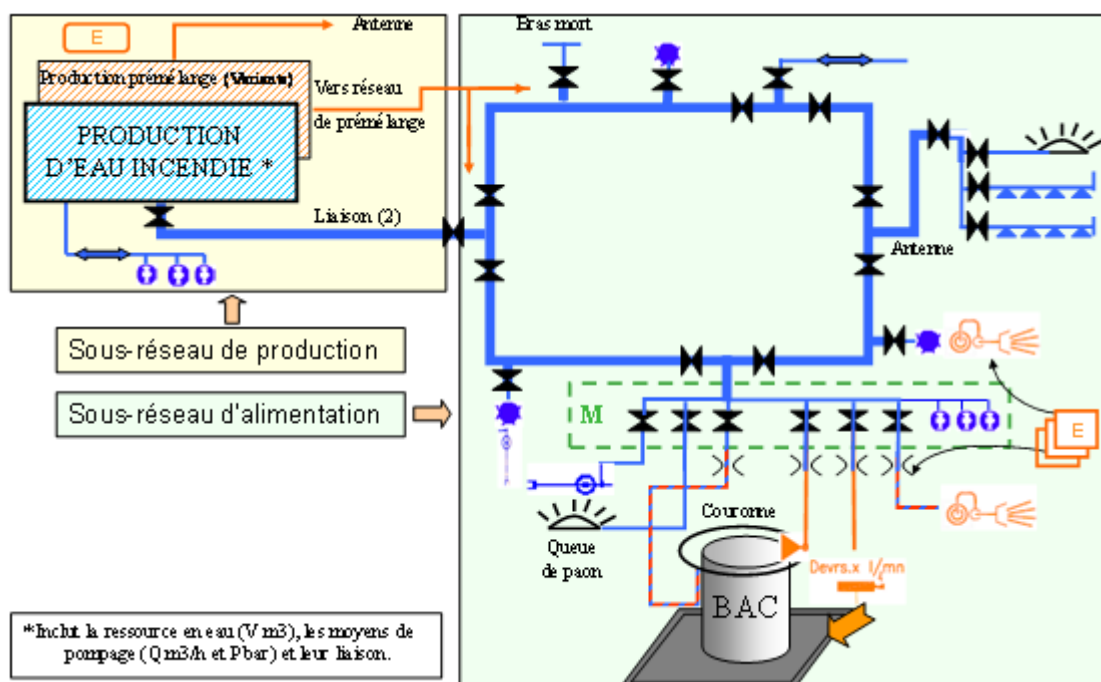 E
Antenne
Production prémélange (Variante)
Vers réseau
de prémélange
PRODUCTION
D'EAU INCENDIE *
Liaison (2)
Bras mort
Antenne
Sous-réseau de production
Sous-réseau d'alimentation
M
E
Couronne
Queue
de paon
Devrs.x l/mn
BAC
*Inclut la ressource en eau (V m3), les moyens de
pompage (Q m3/h et P bar) et leur liaison.